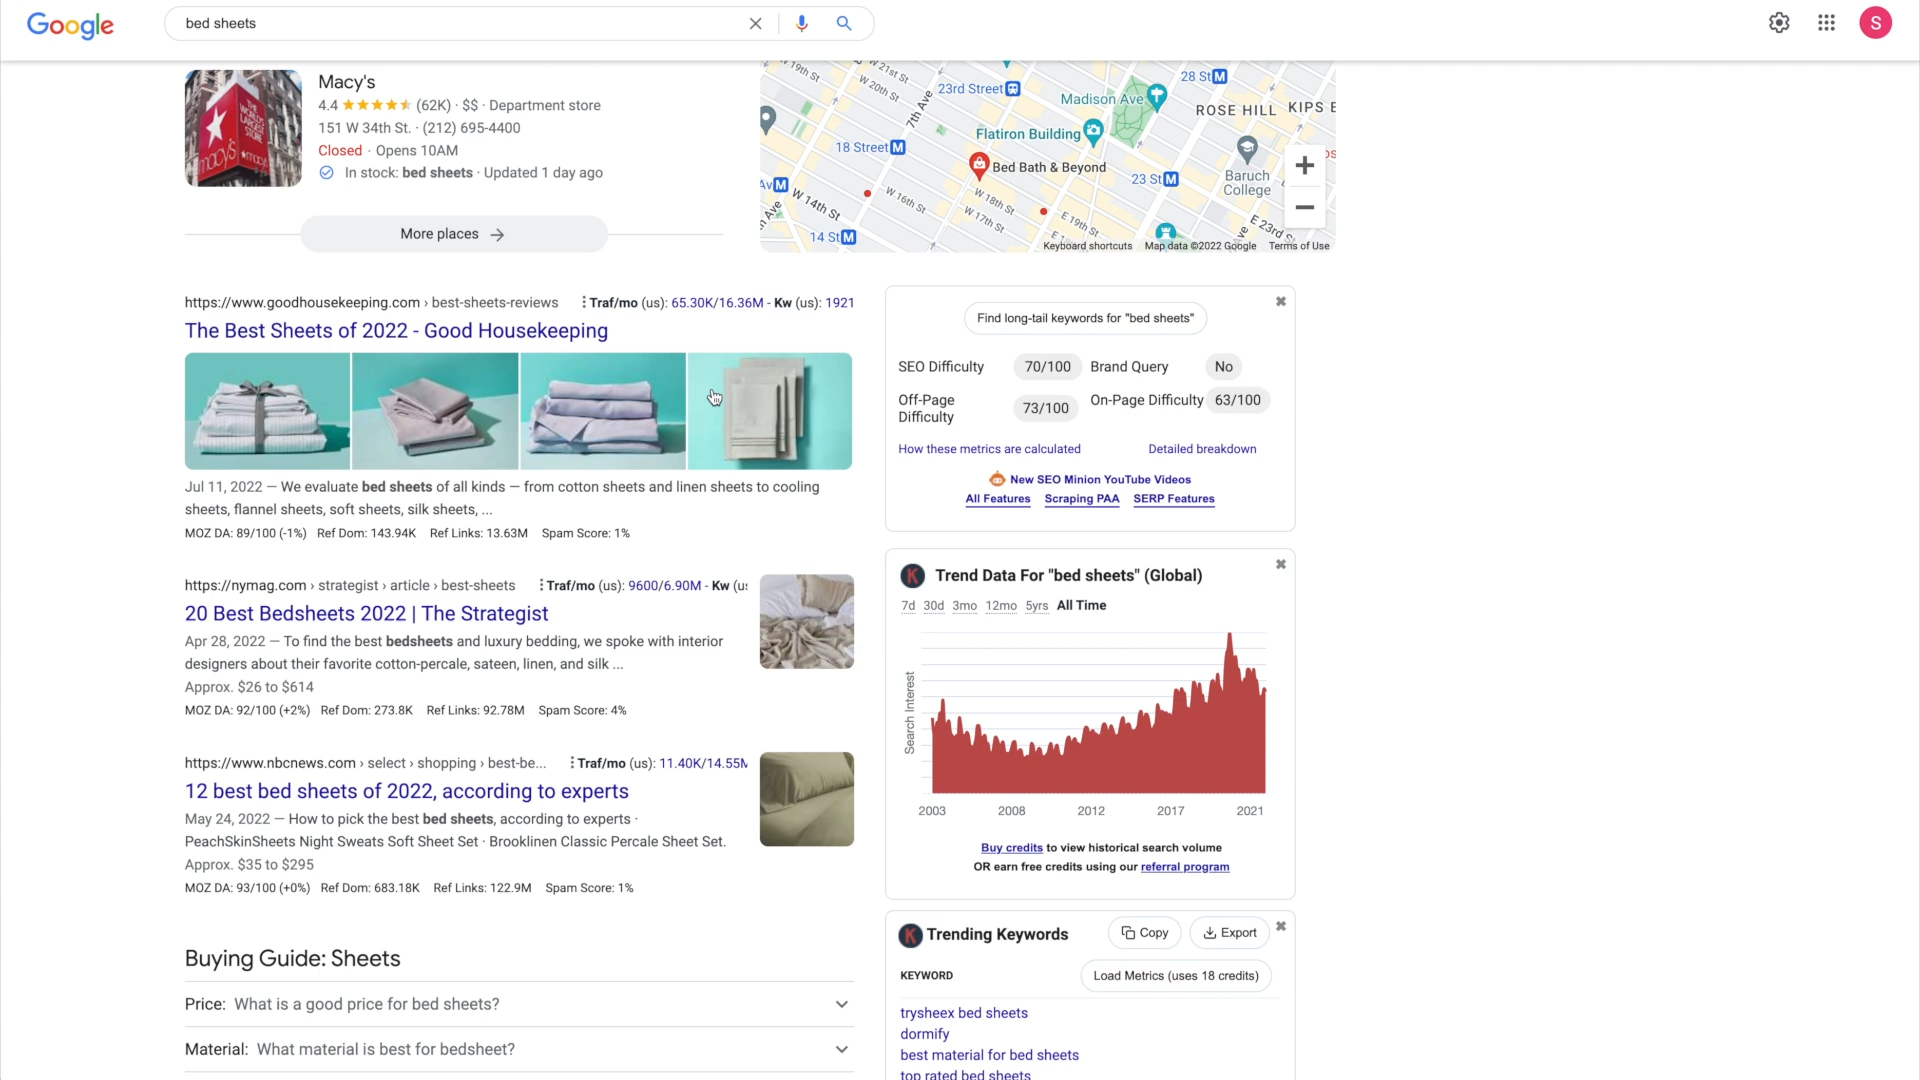 Google
bed sheets
S
Macy's
4.4 (62K) · $$ · Department store
151 W 34th St. · (212) 695-4400
Closed · Opens 10AM
In stock: bed sheets · Updated 1 day ago
More places
THE WORLD'S LARGEST STORE
macy's
W 19th St
W 20th St
W 21st St
7th Ave
23rd Street
Madison Ave
28 St
ROSE HILL
KIPS
Flatiron Building
18 Street
Bed Bath & Beyond
23 St
Baruch College
W 14th St
W 16th St
W 18th St
W 17th St
E 19th St
E 23rd
14 St
Keyboard shortcuts Map data ©2022 Google Terms of Use
https://www.goodhousekeeping.com › best-sheets-reviews Traf/mo (us): 65.30K/16.36M - Kw (us): 1921
The Best Sheets of 2022 - Good Housekeeping
Jul 11, 2022 — We evaluate bed sheets of all kinds — from cotton sheets and linen sheets to cooling
sheets, flannel sheets, soft sheets, silk sheets, ...
MOZ DA: 89/100 (-1%) Ref Dom: 143.94K Ref Links: 13.63M Spam Score: 1%
https://nymag.com › strategist › article › best-sheets Traf/mo (us): 9600/6.90M - Kw (us
20 Best Bedsheets 2022 | The Strategist
Apr 28, 2022 — To find the best bedsheets and luxury bedding, we spoke with interior
designers about their favorite cotton-percale, sateen, linen, and silk ...
Approx. $26 to $614
MOZ DA: 92/100 (+2%) Ref Dom: 273.8K Ref Links: 92.78M Spam Score: 4%
https://www.nbcnews.com › select › shopping › best-be... Traf/mo (us): 11.40K/14.55M
12 best bed sheets of 2022, according to experts
May 24, 2022 — How to pick the best bed sheets, according to experts ·
PeachSkinSheets Night Sweats Soft Sheet Set · Brooklinen Classic Percale Sheet Set.
Approx. $35 to $295
MOZ DA: 93/100 (+0%) Ref Dom: 683.18K Ref Links: 122.9M Spam Score: 1%
Buying Guide: Sheets
Price: What is a good price for bed sheets?
Material: What material is best for bedsheet?
Find long-tail keywords for "bed sheets"
SEO Difficulty 70/100 Brand Query No
Off-Page Difficulty 73/100 On-Page Difficulty 63/100
How these metrics are calculated Detailed breakdown
New SEO Minion YouTube Videos
All Features Scraping PAA SERP Features
K
Trend Data For "bed sheets" (Global)
7d 30d 3mo 12mo 5yrs All Time
Search Interest
2003 2008 2012 2017 2021
Buy credits to view historical search volume
OR earn free credits using our referral program
K
Trending Keywords Copy Export
KEYWORD Load Metrics (uses 18 credits)
trysheex bed sheets
dormify
best material for bed sheets
top rated bed sheets